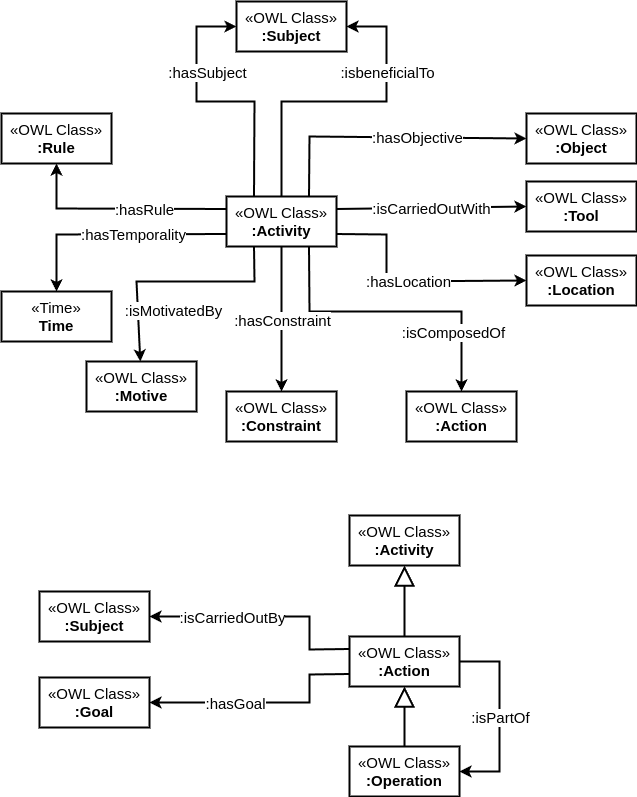 «OWL Class»
:Subject
:hasSubject
:isbeneficialTo
«OWL Class»
:Rule
:hasObjective
«OWL Class»
:Object
:hasRule
«OWL Class»
:Activity
:isCarriedOutWith
«OWL Class»
:Tool
:hasTemporality
:hasLocation
«OWL Class»
:Location
«Time»
Time
:isMotivatedBy
:hasConstraint
:isComposedOf
«OWL Class»
:Motive
«OWL Class»
:Constraint
«OWL Class»
:Action
«OWL Class»
:Activity
«OWL Class»
:Subject
:isCarriedOutBy
«OWL Class»
:Action
«OWL Class»
:Goal
:hasGoal
:isPartOf
«OWL Class»
:Operation